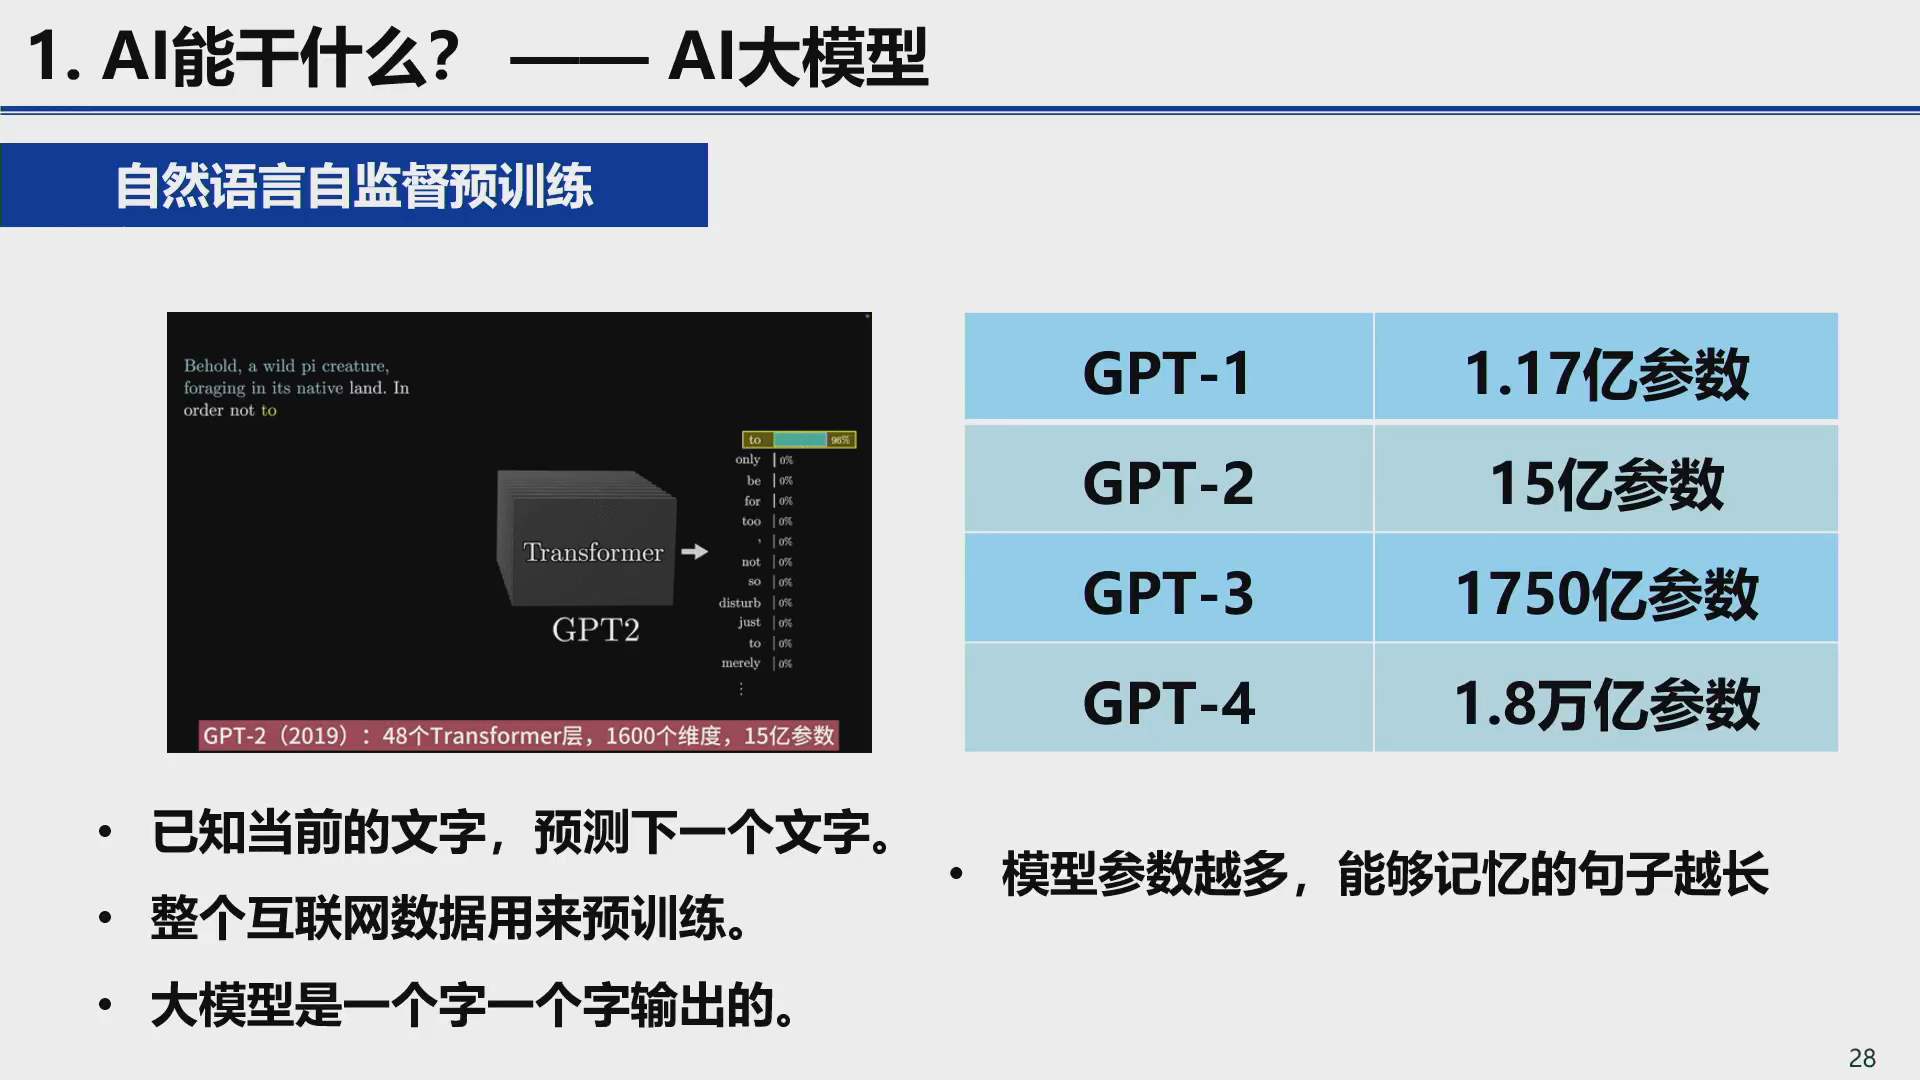 1. AI能干什么？ —— AI大模型
自然语言自监督预训练
Behold, a wild pi creature,
foraging in its native land. In
order not to
to 96%
only 0%
be 0%
for 0%
too 0%
, 0%
not 0%
so 0%
disturb 0%
just 0%
to 0%
merely 0%
⋮
Transformer
GPT2
GPT-2（2019）：48个Transformer层，1600个维度，15亿参数
GPT-1 1.17亿参数
GPT-2 15亿参数
GPT-3 1750亿参数
GPT-4 1.8万亿参数
• 已知当前的文字，预测下一个文字。
• 整个互联网数据用来预训练。
• 大模型是一个字一个字输出的。
• 模型参数越多，能够记忆的句子越长
28